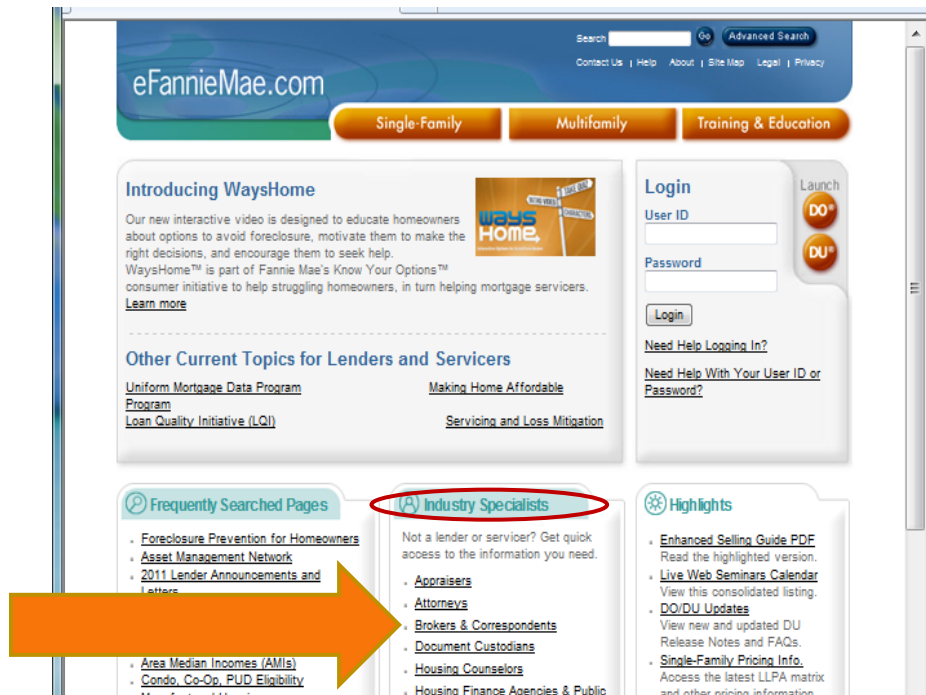 Search Go Advanced Search
Contact Us | Help About | Site Map Legal | Privacy
eFannieMae.com
Single-Family Multifamily Training & Education
Introducing WaysHome
Our new interactive video is designed to educate homeowners
about options to avoid foreclosure, motivate them to make the
right decisions, and encourage them to seek help.
WaysHome™ is part of Fannie Mae's Know Your Options™
consumer initiative to help struggling homeowners, in turn helping mortgage servicers.
Learn more
WAYS
HOME
TAKE QUIZ
INTRO VIDEO
CHARACTERS
Other Current Topics for Lenders and Servicers
Uniform Mortgage Data Program
Program
Making Home Affordable
Loan Quality Initiative (LQI)
Servicing and Loss Mitigation
Login
User ID
Password
Login
Need Help Logging In?
Need Help With Your User ID or
Password?
Launch
DO®
DU®
Frequently Searched Pages
Foreclosure Prevention for Homeowners
Asset Management Network
2011 Lender Announcements and
Letters
Area Median Incomes (AMIs)
Condo, Co-Op, PUD Eligibility
Industry Specialists
Not a lender or servicer? Get quick
access to the information you need.
Appraisers
Attorneys
Brokers & Correspondents
Document Custodians
Housing Counselors
Housing Finance Agencies & Public
Highlights
Enhanced Selling Guide PDF
Read the highlighted version.
Live Web Seminars Calendar
View this consolidated listing.
DO/DU Updates
View new and updated DU
Release Notes and FAQs.
Single-Family Pricing Info.
Access the latest LLPA matrix
and other pricing information